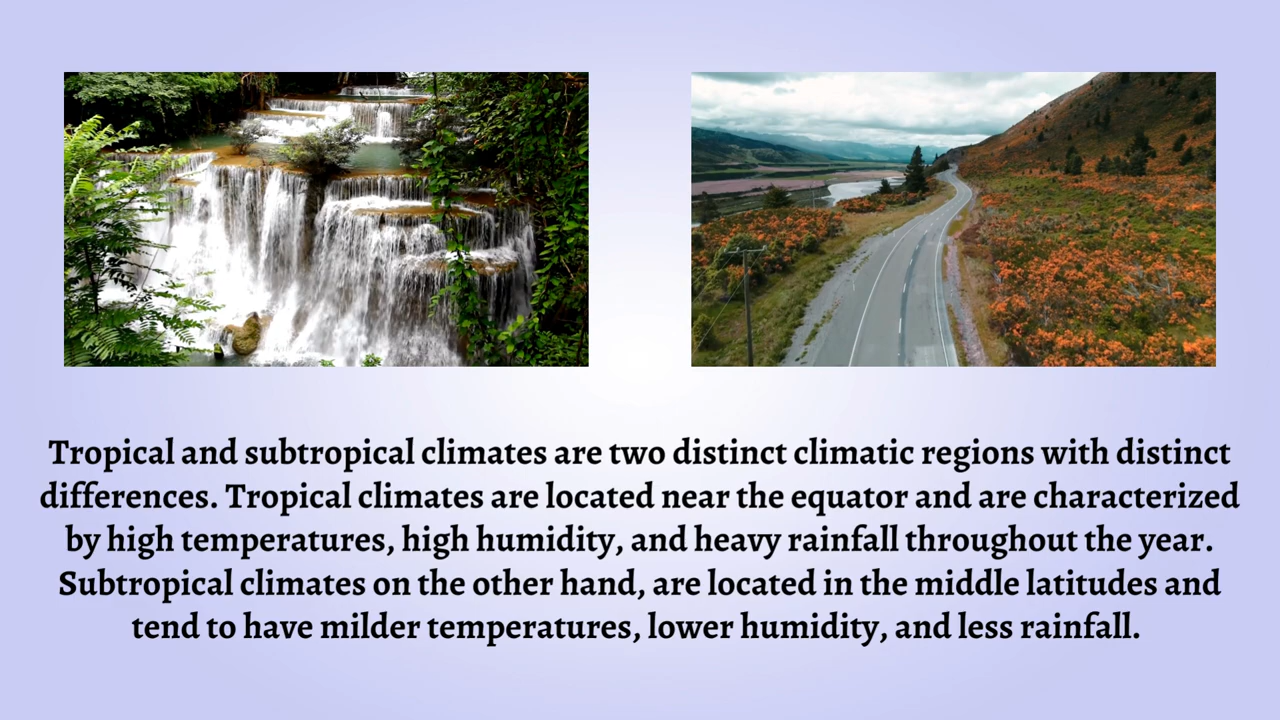 Tropical and subtropical climates are two distinct climatic regions with distinct
differences. Tropical climates are located near the equator and are characterized
by high temperatures, high humidity, and heavy rainfall throughout the year.
Subtropical climates on the other hand, are located in the middle latitudes and
tend to have milder temperatures, lower humidity, and less rainfall.